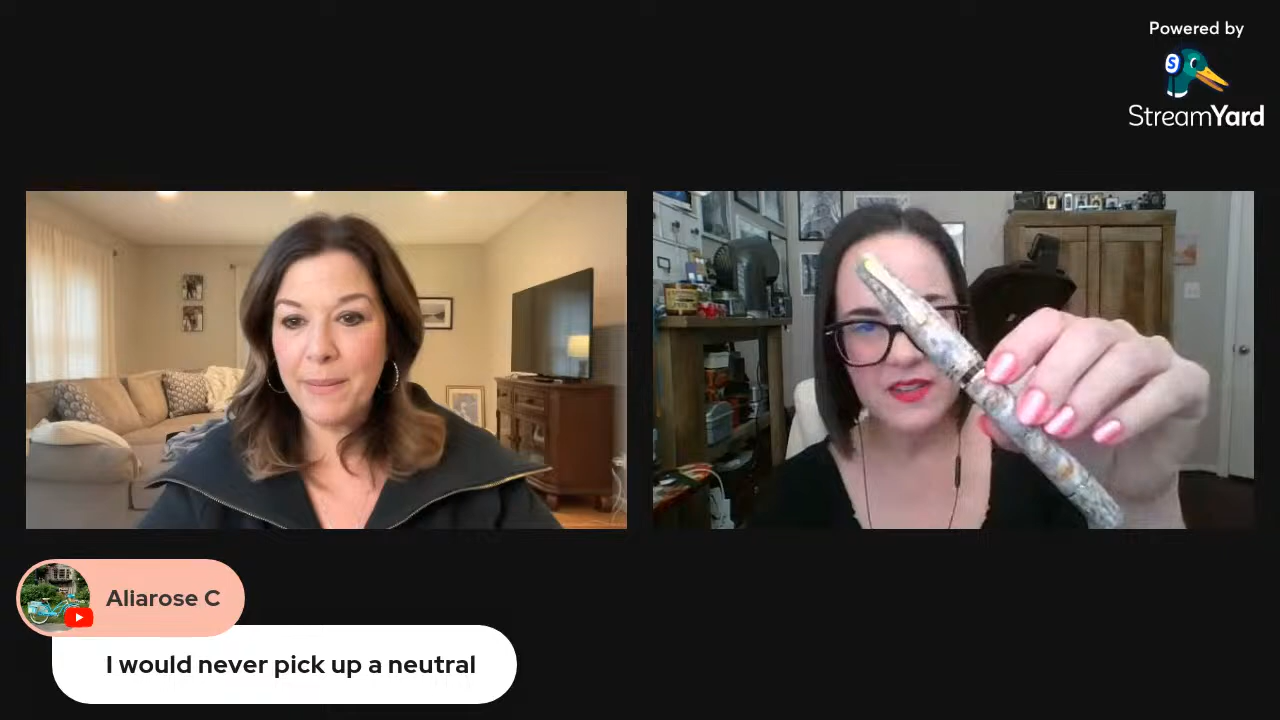 Powered by
S
StreamYard
Aliarose C
I would never pick up a neutral